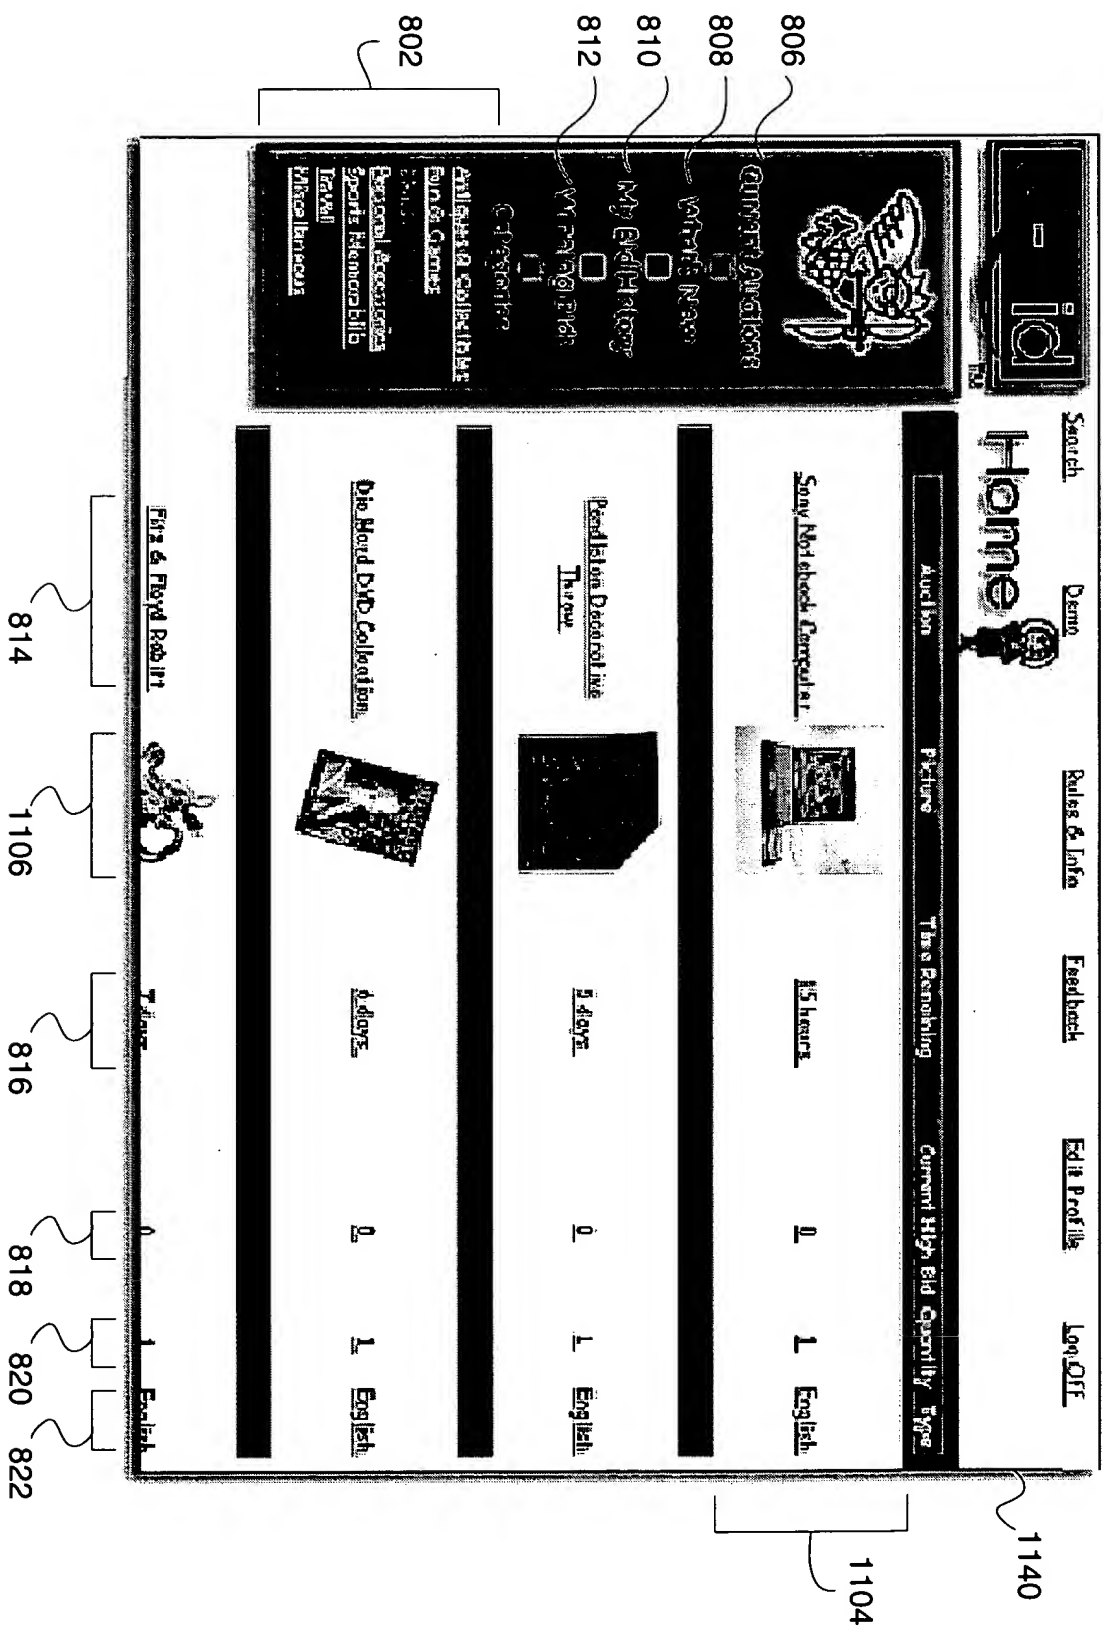 Search Demo Rules & Info Feedback Edit Profile Log OFF
Home
Auction Picture Time Remaining Current High Bid Quantity Type
Current Auctions
What's New
My Bid History
Winning Bids
Categories
Antiques & Collectibles
Fun & Games
Personal Accessories
Sports Memorabilia
Travel
Miscellaneous
Sony Notebook Computer 15 hours 0 1 English
Pendleton Decorative
Throw
5 days 0 1 English
Die Hard DVD Collection 6 days 0 1 English
Fitz & Floyd Rabbit 7 days 0 1 English
806
808
810
812
802
814
1106
816
818
820
822
1104
1140